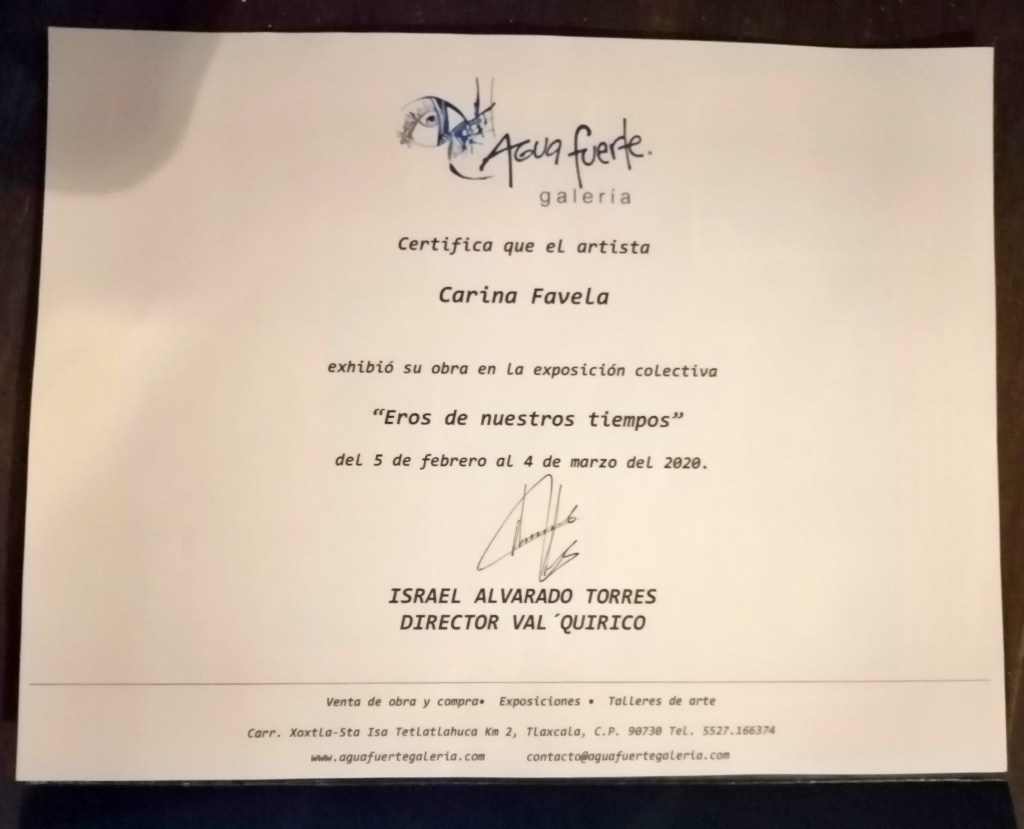 Agua fuerte.
galería
Certifica que el artista
Carina Favela
exhibió su obra en la exposición colectiva
“Eros de nuestros tiempos”
del 5 de febrero al 4 de marzo del 2020.
ISRAEL ALVARADO TORRES
DIRECTOR VAL´QUIRICO
Venta de obra y compra• Exposiciones • Talleres de arte
Carr. Xoxtla-Sta Isa Tetlatlahuca Km 2, Tlaxcala, C.P. 90730 Tel. 5527.166374
www.aguafuertegaleria.com contacto@aguafuertegaleria.com